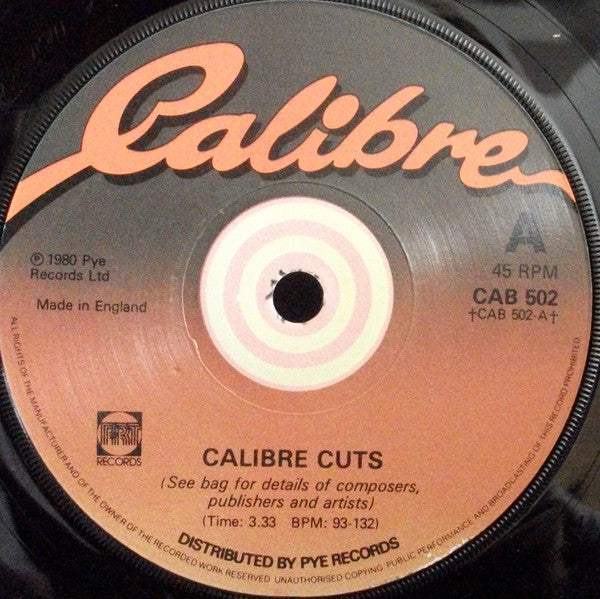 Calibre
A
℗ 1980 Pye
Records Ltd
45 RPM
Made in England
CAB 502
†CAB 502-A†
PRT
RECORDS
CALIBRE CUTS
(See bag for details of composers,
publishers and artists)
(Time: 3.33 BPM: 93-132)
DISTRIBUTED BY PYE RECORDS
ALL RIGHTS OF THE MANUFACTURER AND OF THE OWNER OF THE RECORDED WORK RESERVED UNAUTHORISED COPYING, PUBLIC PERFORMANCE AND BROADCASTING OF THIS RECORD PROHIBITED.